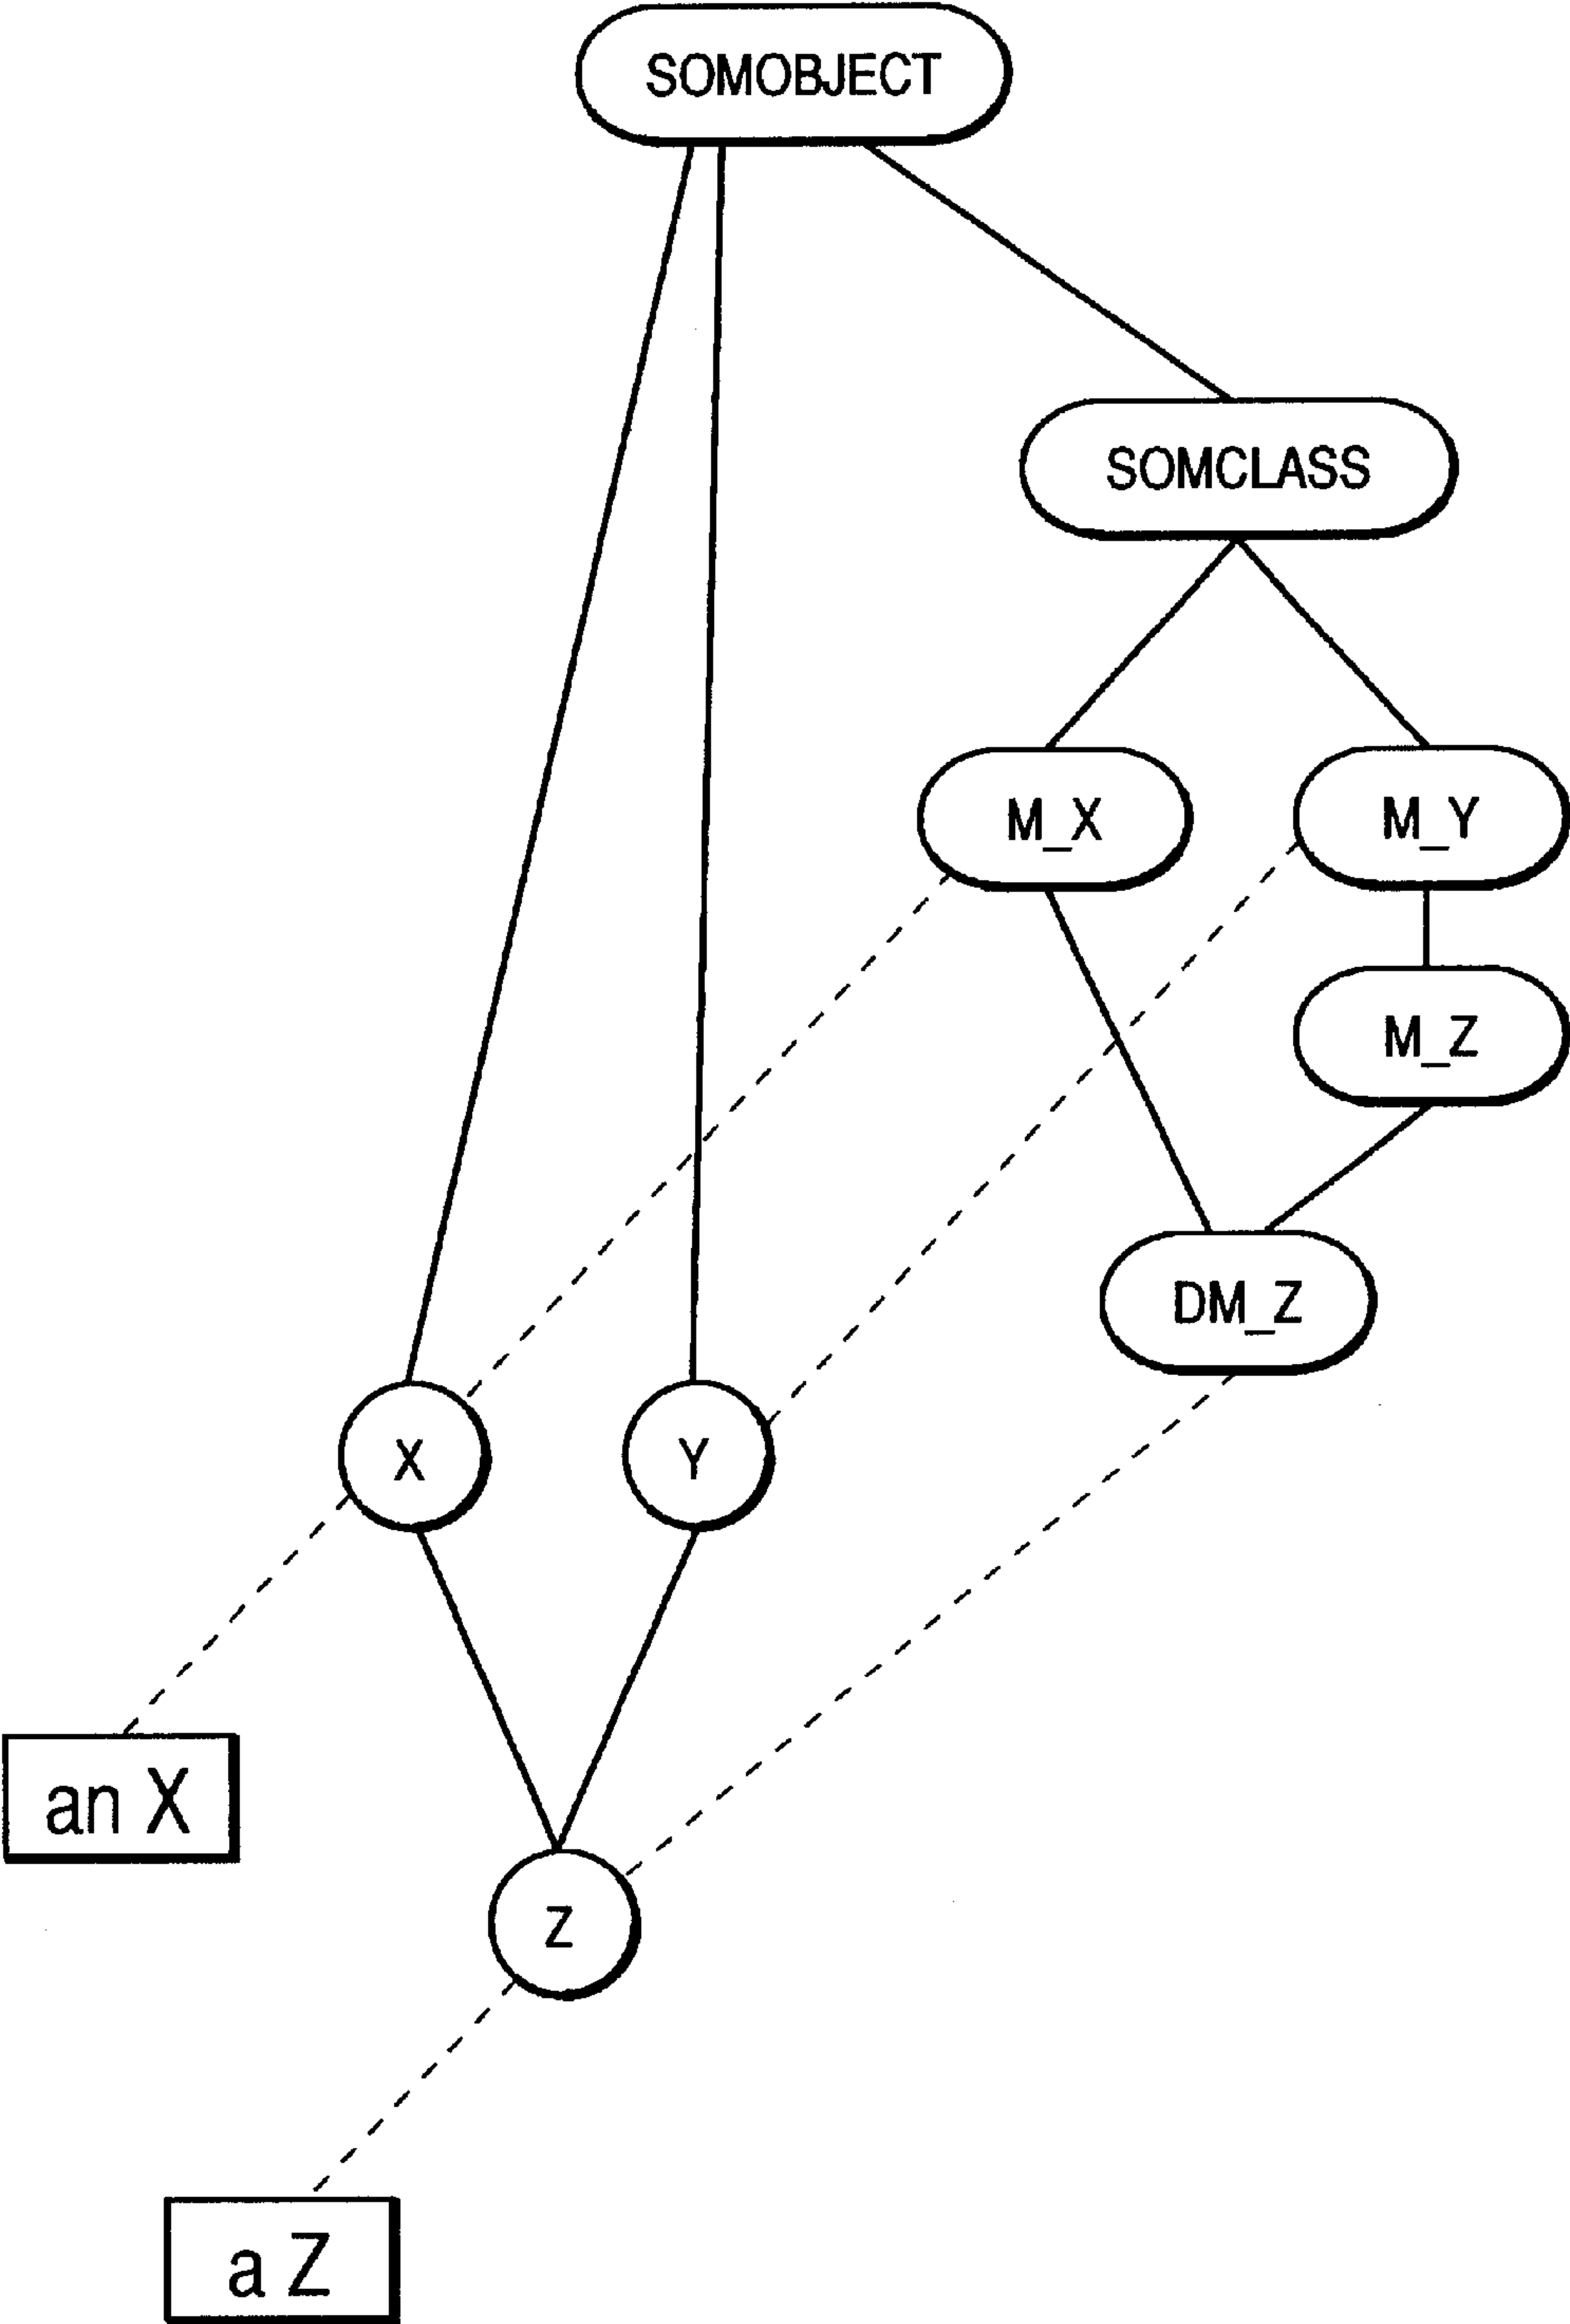 SOMOBJECT
SOMCLASS
M_X
M_Y
M_Z
DM_Z
X
Y
an X
Z
a Z